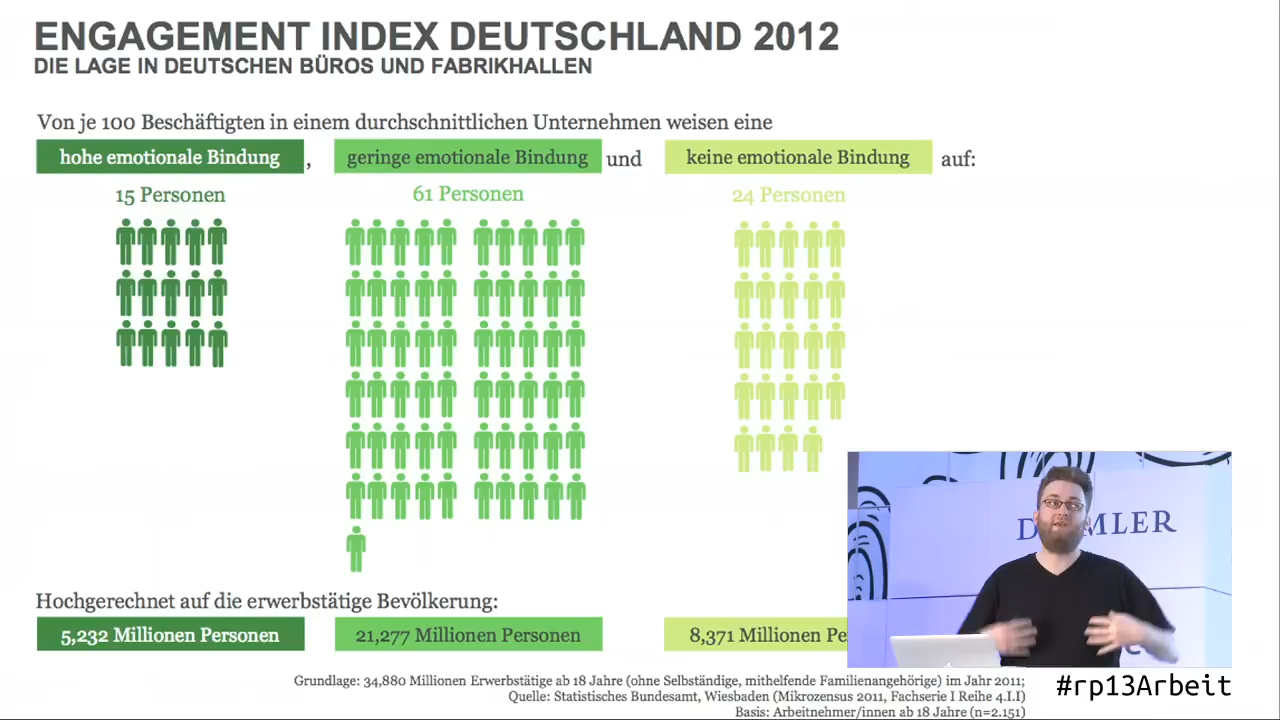 ENGAGEMENT INDEX DEUTSCHLAND 2012
DIE LAGE IN DEUTSCHEN BÜROS UND FABRIKHALLEN
Von je 100 Beschäftigten in einem durchschnittlichen Unternehmen weisen eine
hohe emotionale Bindung , geringe emotionale Bindung und keine emotionale Bindung auf:
15 Personen 61 Personen 24 Personen
Hochgerechnet auf die erwerbstätige Bevölkerung:
5,232 Millionen Personen 21,277 Millionen Personen 8,371 Millionen
Grundlage: 34,880 Millionen Erwerbstätige ab 18 Jahre (ohne Selbständige, mithelfende Familienangehörige) im Jahr 2011;
Quelle: Statistisches Bundesamt, Wiesbaden (Mikrozensus 2011, Fachserie I Reihe 4.I.I)
Basis: Arbeitnehmer/innen ab 18 Jahre (n=2.151)
#rp13Arbeit